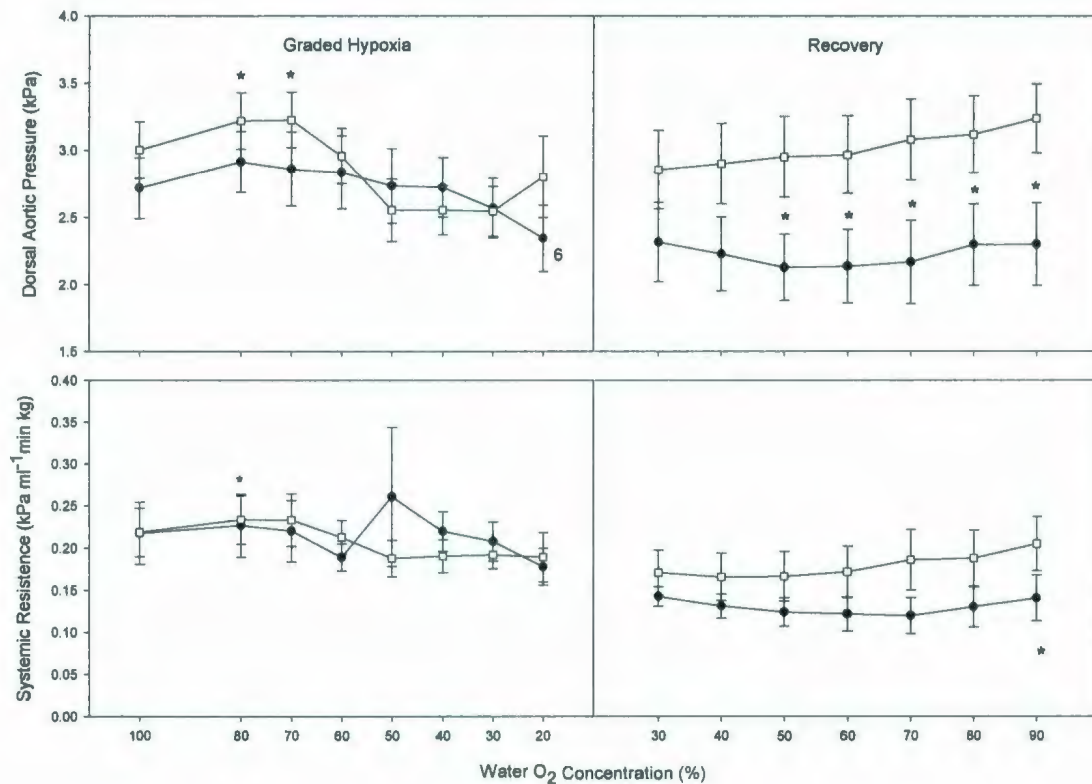 Graded Hypoxia
Recovery
Dorsal Aortic Pressure (kPa)
4.0
3.5
3.0
2.5
2.0
1.5
* *
6
* * * * *
Systemic Resistence (kPa ml⁻¹min kg)
0.40
0.35
0.30
0.25
0.20
0.15
0.10
0.05
0.00
*
*
100 80 70 60 50 40 30 20
30 40 50 60 70 80 90
Water O₂ Concentration (%)